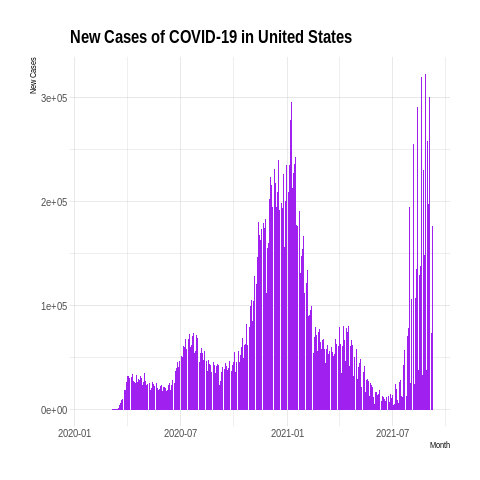 New Cases of COVID-19 in United States
New Cases
3e+05
2e+05
1e+05
0e+00
2020-01 2020-07 2021-01 2021-07
Month